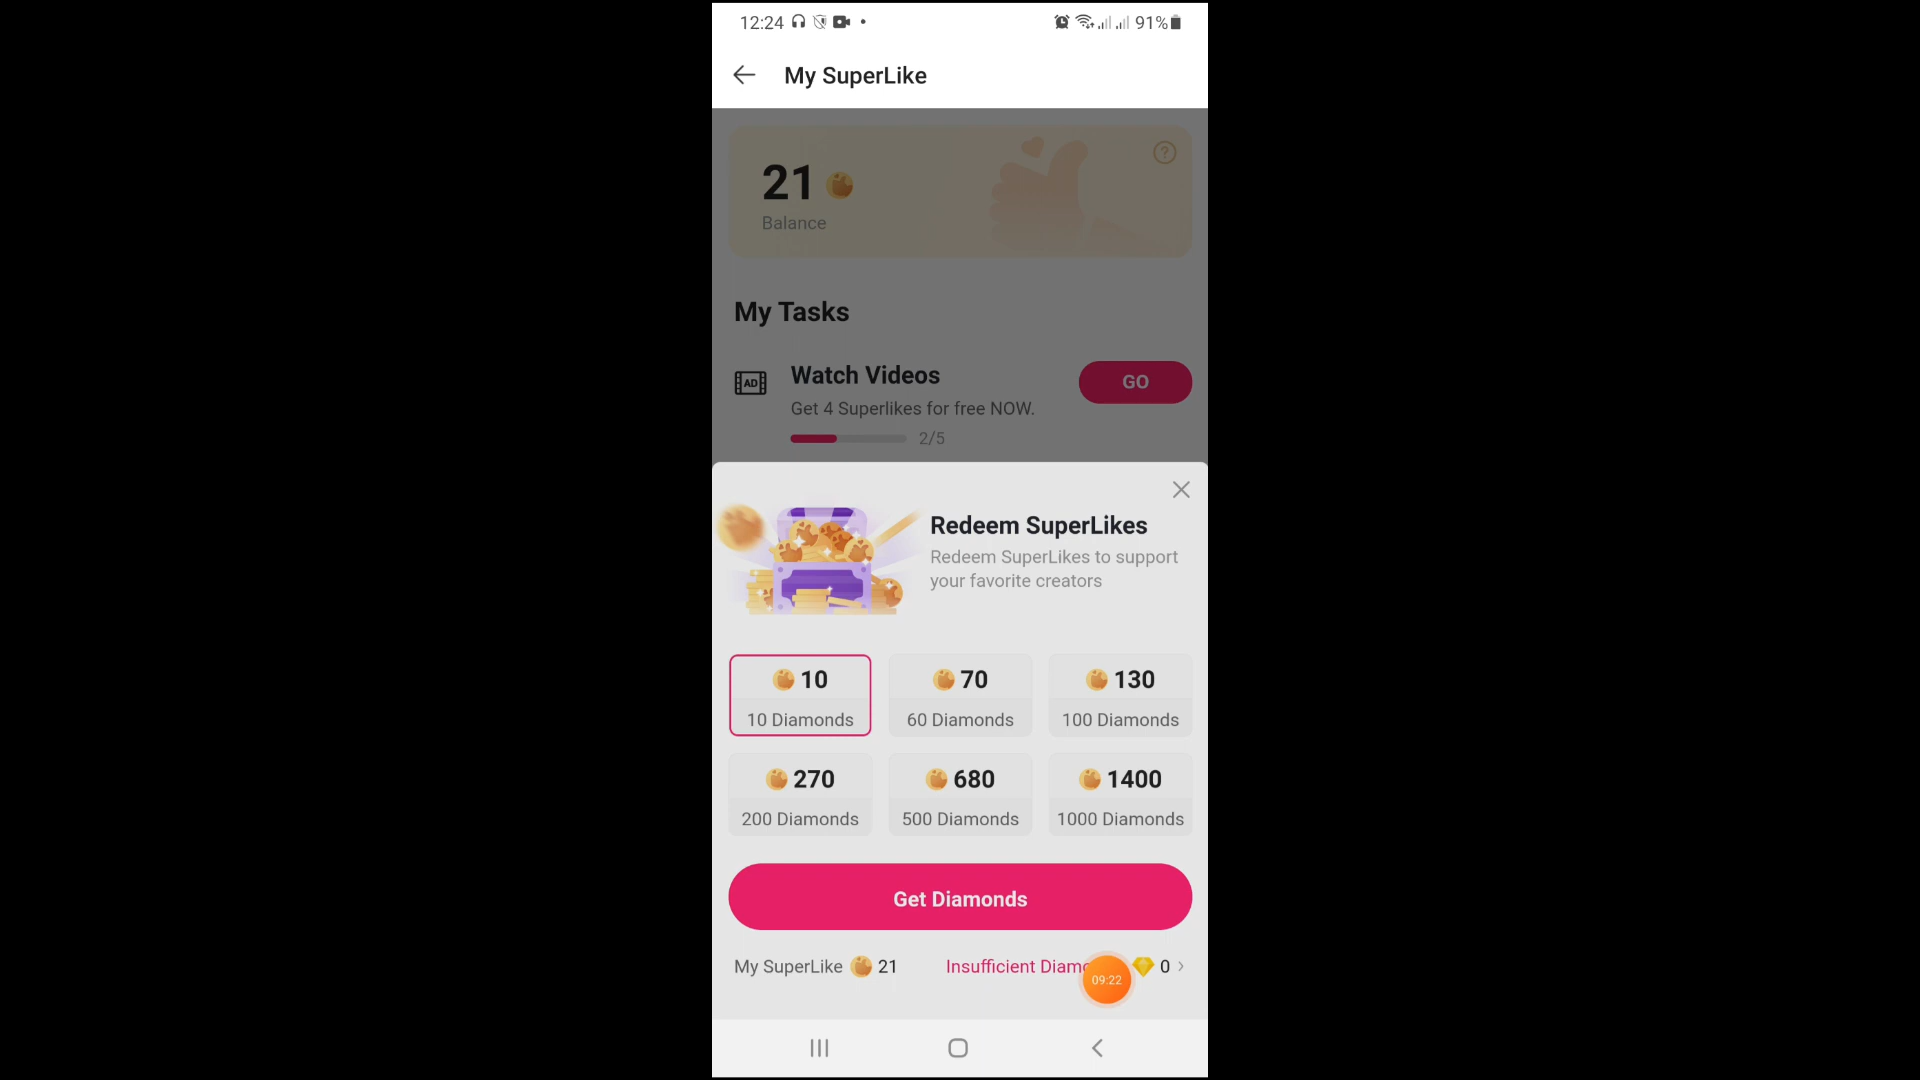 12:24
91%
My SuperLike
21
Balance
?
My Tasks
AD
Watch Videos
GO
Get 4 Superlikes for free NOW.
2/5
Redeem SuperLikes
Redeem SuperLikes to support
your favorite creators
10
70
130
10 Diamonds
60 Diamonds
100 Diamonds
270
680
1400
200 Diamonds
500 Diamonds
1000 Diamonds
Get Diamonds
My SuperLike 21
Insufficient 0
09:22